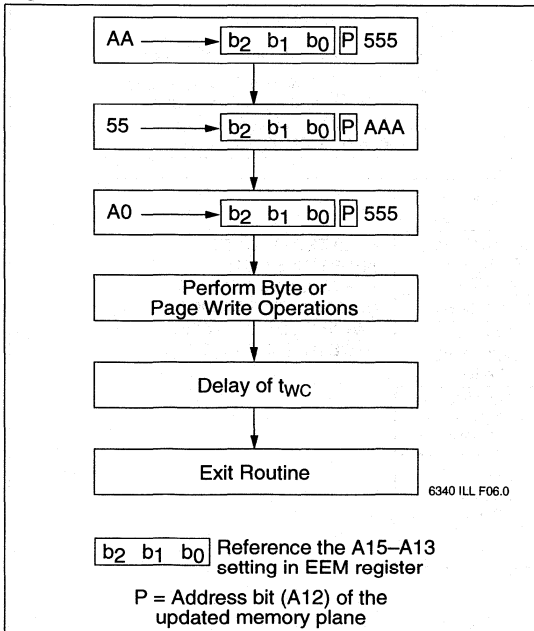 AA b2 b1 b0 P 555
55 b2 b1 b0 P AAA
A0 b2 b1 b0 P 555
Perform Byte or
Page Write Operations
Delay of tWC
Exit Routine
6340 ILL F06.0
b2 b1 b0 Reference the A15–A13
setting in EEM register
P = Address bit (A12) of the
updated memory plane